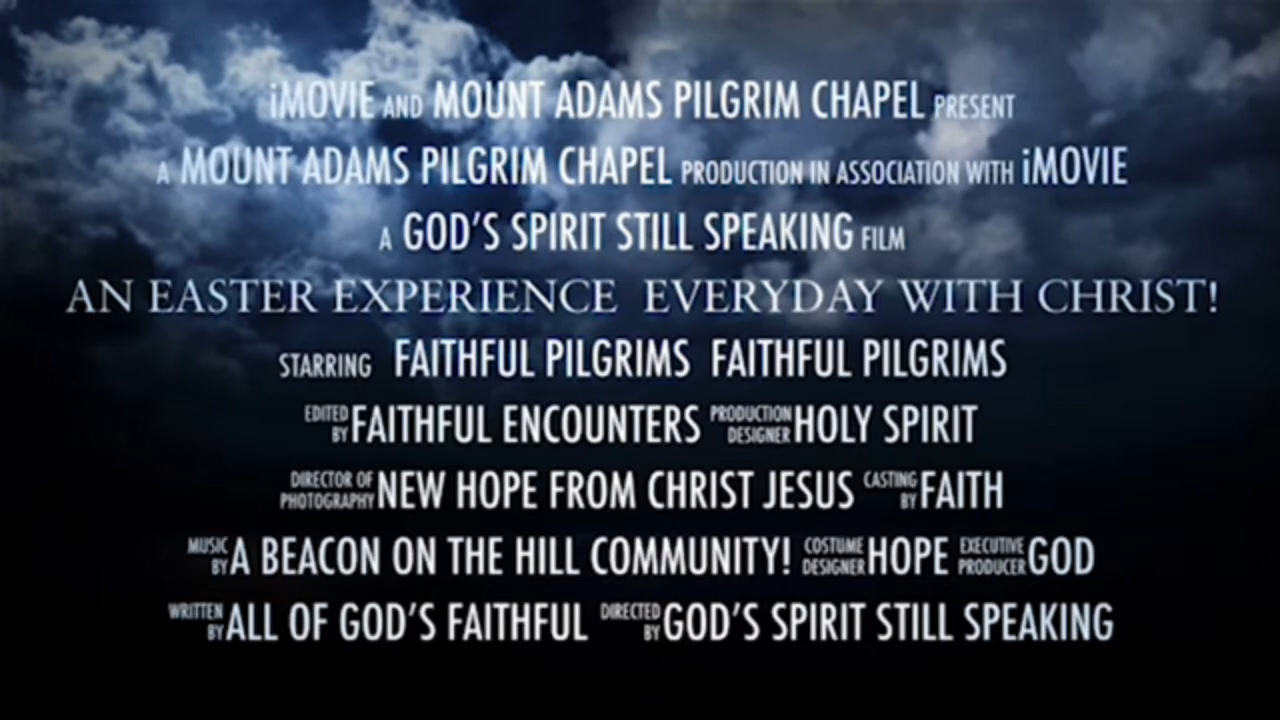 iMOVIE AND MOUNT ADAMS PILGRIM CHAPEL PRESENT
A MOUNT ADAMS PILGRIM CHAPEL PRODUCTION IN ASSOCIATION WITH iMOVIE
A GOD'S SPIRIT STILL SPEAKING FILM
AN EASTER EXPERIENCE EVERYDAY WITH CHRIST!
STARRING FAITHFUL PILGRIMS FAITHFUL PILGRIMS
EDITED BY FAITHFUL ENCOUNTERS PRODUCTION DESIGNER HOLY SPIRIT
DIRECTOR OF PHOTOGRAPHY NEW HOPE FROM CHRIST JESUS CASTING BY FAITH
MUSIC BY A BEACON ON THE HILL COMMUNITY! COSTUME DESIGNER HOPE EXECUTIVE PRODUCER GOD
WRITTEN BY ALL OF GOD'S FAITHFUL DIRECTED BY GOD'S SPIRIT STILL SPEAKING